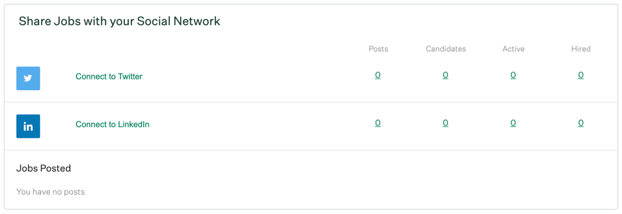 Share Jobs with your Social Network
Posts Candidates Active Hired
Connect to Twitter 0 0 0 0
in Connect to LinkedIn 0 0 0 0
Jobs Posted
You have no posts